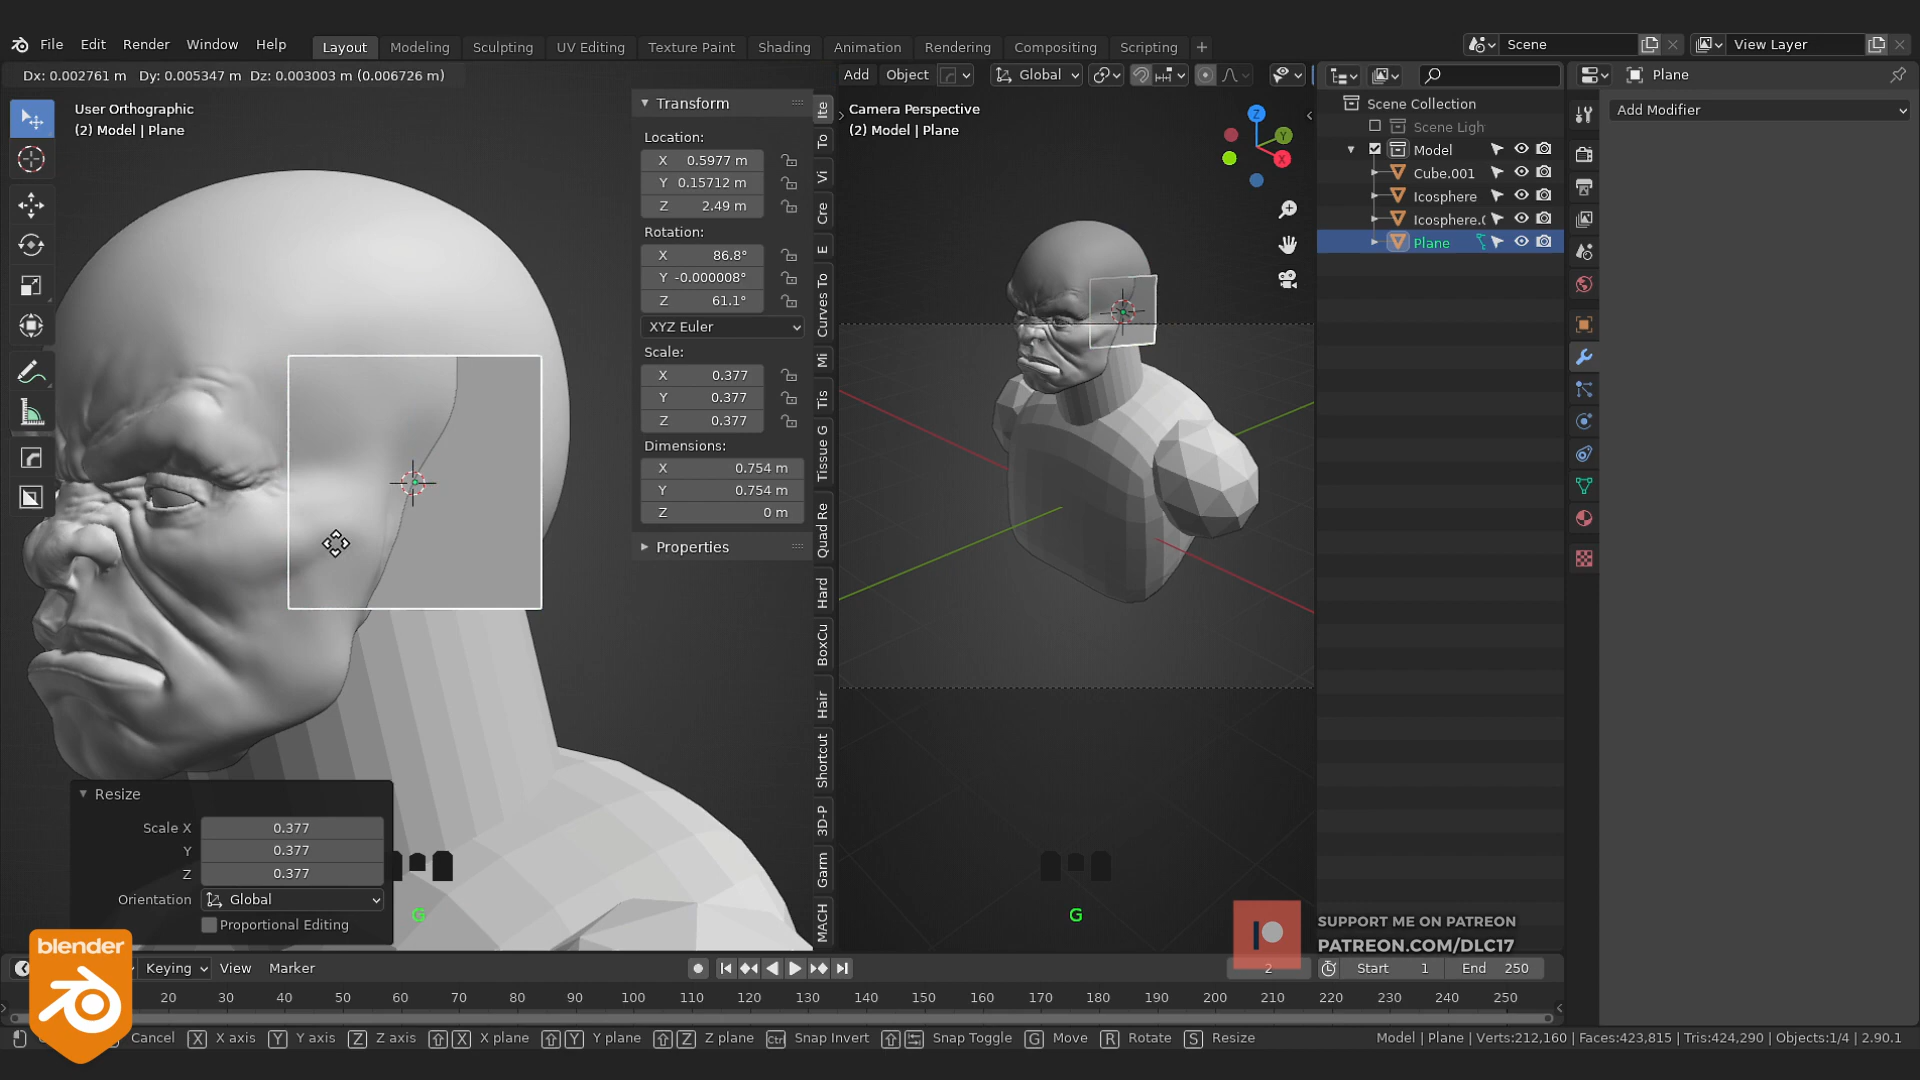 File Edit Render Window Help Layout Modeling Sculpting UV Editing Texture Paint Shading Animation Rendering Compositing Scripting + Scene View Layer
Dx: 0.002761 m Dy: 0.005347 m Dz: 0.003003 m (0.006726 m)
Add Object Global
Plane
User Orthographic
(2) Model | Plane
Transform
Location:
X 0.5977 m
Y 0.15712 m
Z 2.49 m
Rotation:
X 86.8°
Y -0.000008°
Z 61.1°
XYZ Euler
Scale:
X 0.377
Y 0.377
Z 0.377
Dimensions:
X 0.754 m
Y 0.754 m
Z 0 m
Properties
Ite
To
Vi
Cre
E
Curves To
Mi
Tis
Tissue G
Quad Re
Hard
BoxCu
Hair
Shortcut
3D-P
Garm
MACH
Camera Perspective
(2) Model | Plane
Z
Y
X
Scene Collection
Scene Ligh
Model
Cube.001
Icosphere
Icosphere.0
Plane
Add Modifier
Resize
Scale X 0.377
Y 0.377
Z 0.377
Orientation Global
Proportional Editing
G
G
SUPPORT ME ON PATREON
PATREON.COM/DLC17
blender
Keying View Marker
2 Start 1 End 250
20 30 40 50 60 70 80 90 100 110 120 130 140 150 160 170 180 190 200 210 220 230 240 250
Cancel X X axis Y Y axis Z Z axis X X plane Y Y plane Z Z plane Ctrl Snap Invert Snap Toggle G Move R Rotate S Resize
Model | Plane | Verts:212,160 | Faces:423,815 | Tris:424,290 | Objects:1/4 | 2.90.1